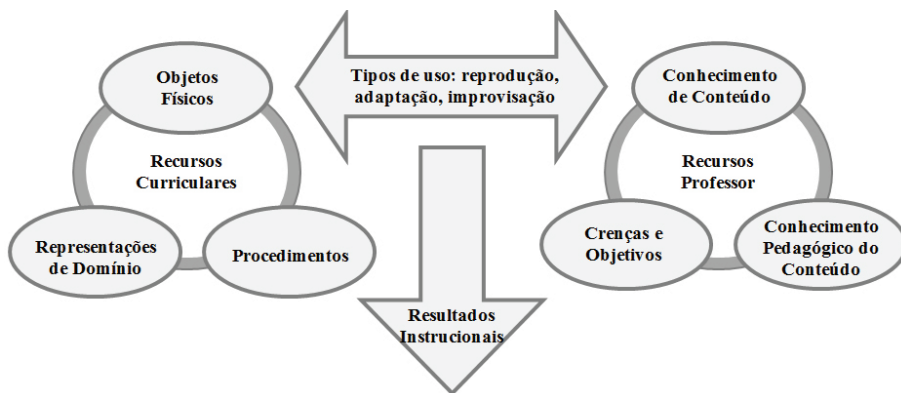 Objetos
Físicos
Recursos
Curriculares
Representações
de Domínio
Procedimentos
Tipos de uso: reprodução,
adaptação, improvisação
Resultados
Instrucionais
Conhecimento
de Conteúdo
Recursos
Professor
Crenças e
Objetivos
Conhecimento
Pedagógico do
Conteúdo